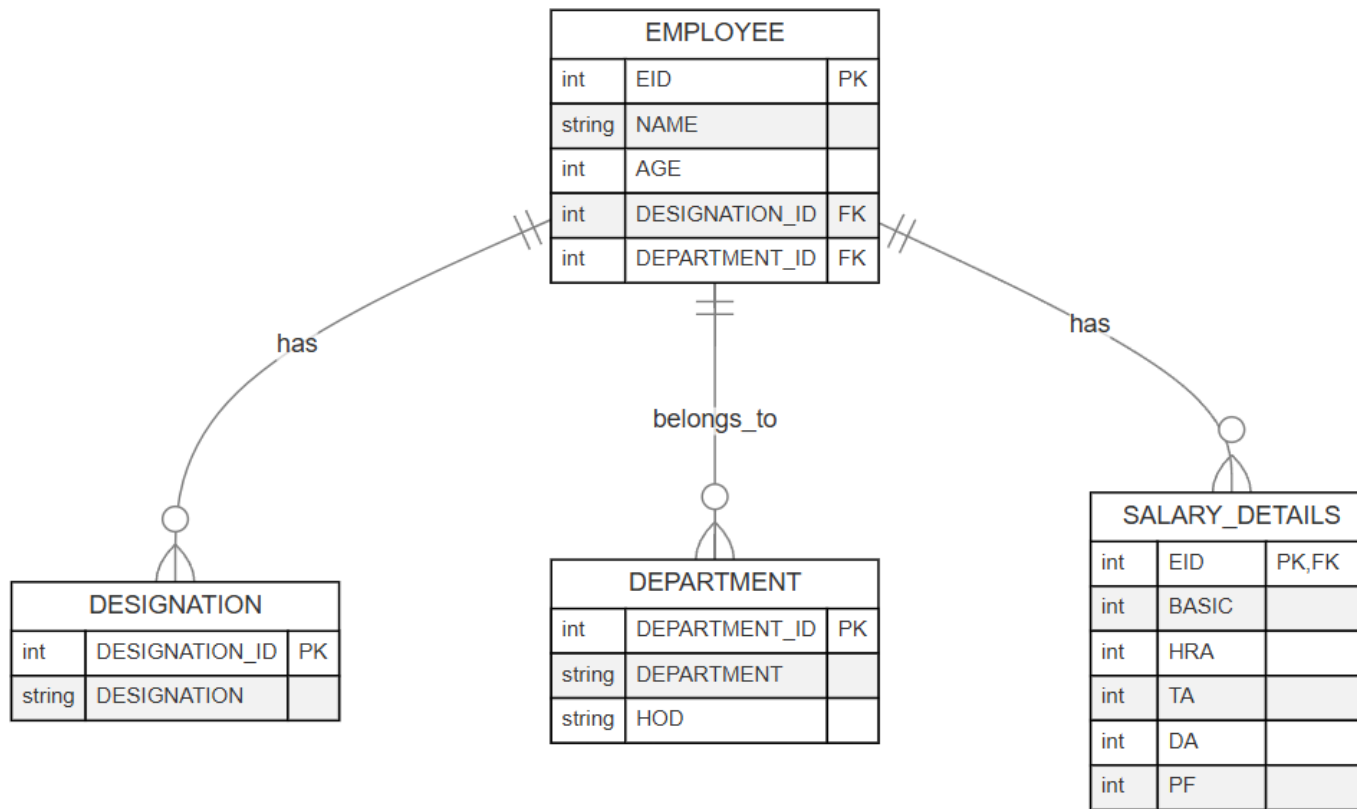 EMPLOYEE
int EID PK
string NAME
int AGE
int DESIGNATION_ID FK
int DEPARTMENT_ID FK
has
belongs_to
has
DESIGNATION
int DESIGNATION_ID PK
string DESIGNATION
DEPARTMENT
int DEPARTMENT_ID PK
string DEPARTMENT
string HOD
SALARY_DETAILS
int EID PK,FK
int BASIC
int HRA
int TA
int DA
int PF